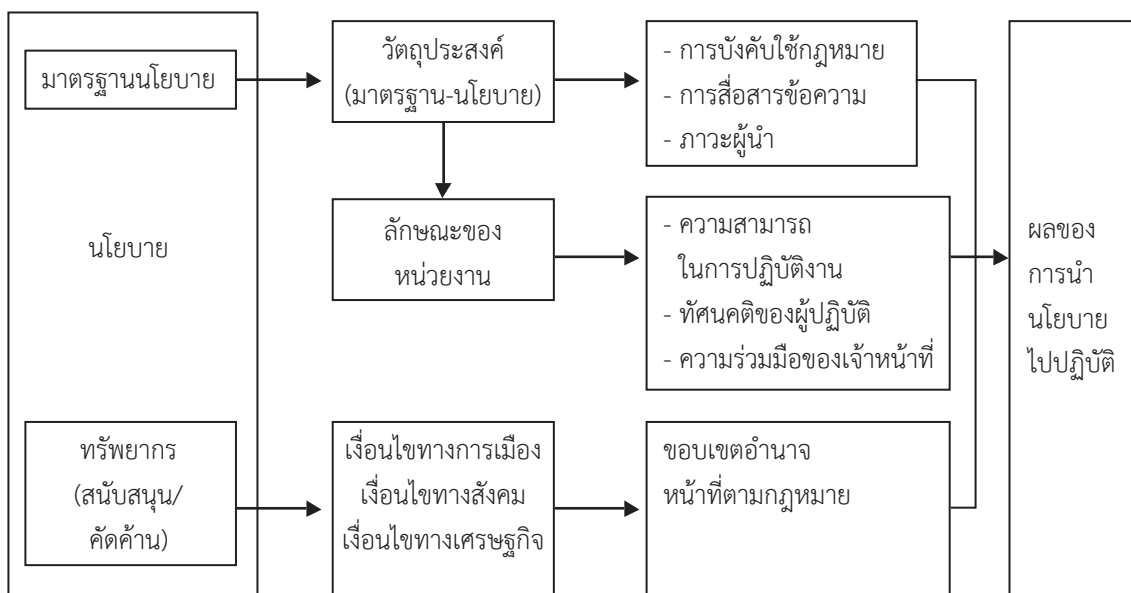 มาตรฐานนโยบาย
นโยบาย
ทรัพยากร
(สนับสนุน/
คัดค้าน)
วัตถุประสงค์
(มาตรฐาน-นโยบาย)
ลักษณะของ
หน่วยงาน
เงื่อนไขทางการเมือง
เงื่อนไขทางสังคม
เงื่อนไขทางเศรษฐกิจ
- การบังคับใช้กฎหมาย
- การสื่อสารข้อความ
- ภาวะผู้นำ
- ความสามารถ
ในการปฏิบัติงาน
- ทัศนคติของผู้ปฏิบัติ
- ความร่วมมือของเจ้าหน้าที่
ขอบเขตอำนาจ
หน้าที่ตามกฎหมาย
ผลของ
การนำ
นโยบาย
ไปปฏิบัติ